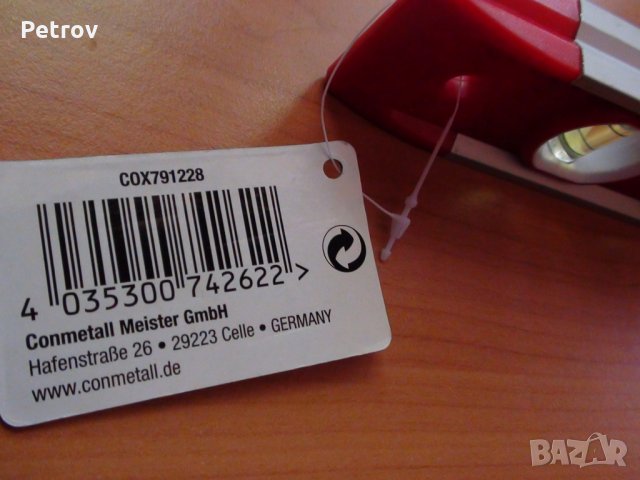 Petrov
COX791228
4 035300 742622 >
Conmetall Meister GmbH
Hafenstraße 26 • 29223 Celle • GERMANY
www.conmetall.de
BAZAR